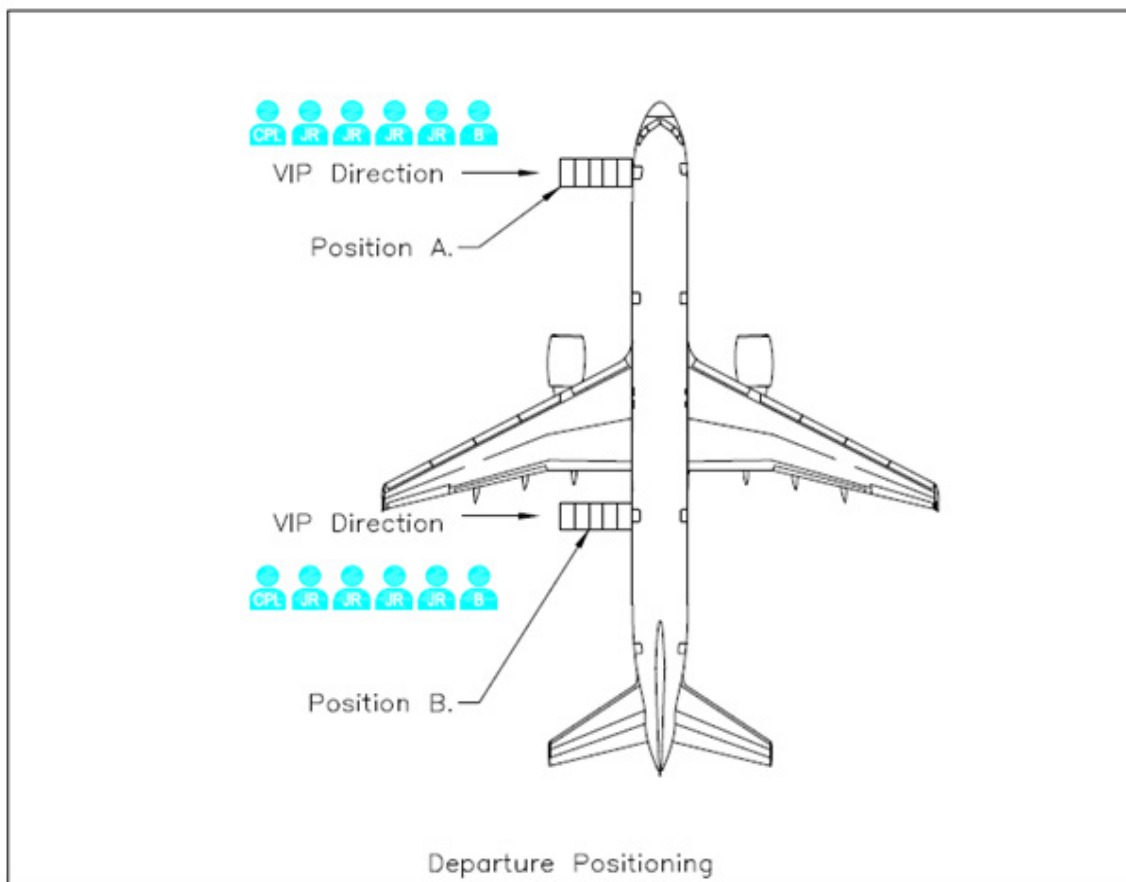 CPL JR JR JR JR B
VIP Direction
Position A.
VIP Direction
CPL JR JR JR JR B
Position B.
Departure Positioning